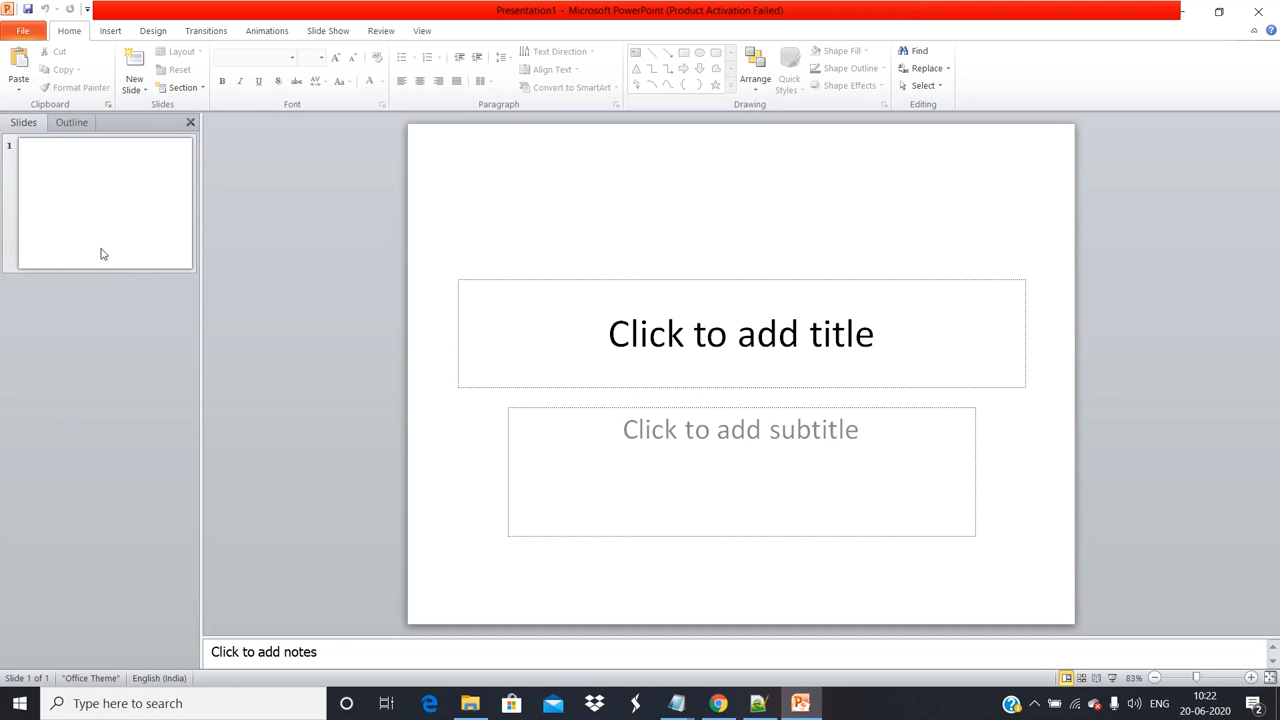 Presentation1 - Microsoft PowerPoint (Product Activation Failed)
File Home Insert Design Transitions Animations Slide Show Review View
Paste Cut Copy Format Painter Clipboard
New Slide Layout Reset Section Slides
B I U S abc AV Aa A Font
Text Direction Align Text Convert to SmartArt Paragraph
Arrange Quick Styles Shape Fill Shape Outline Shape Effects Drawing
Find Replace Select Editing
Slides Outline
1
Click to add title
Click to add subtitle
Click to add notes
Slide 1 of 1 "Office Theme" English (India) 83%
Type here to search
ENG 10:22
20-06-2020
2